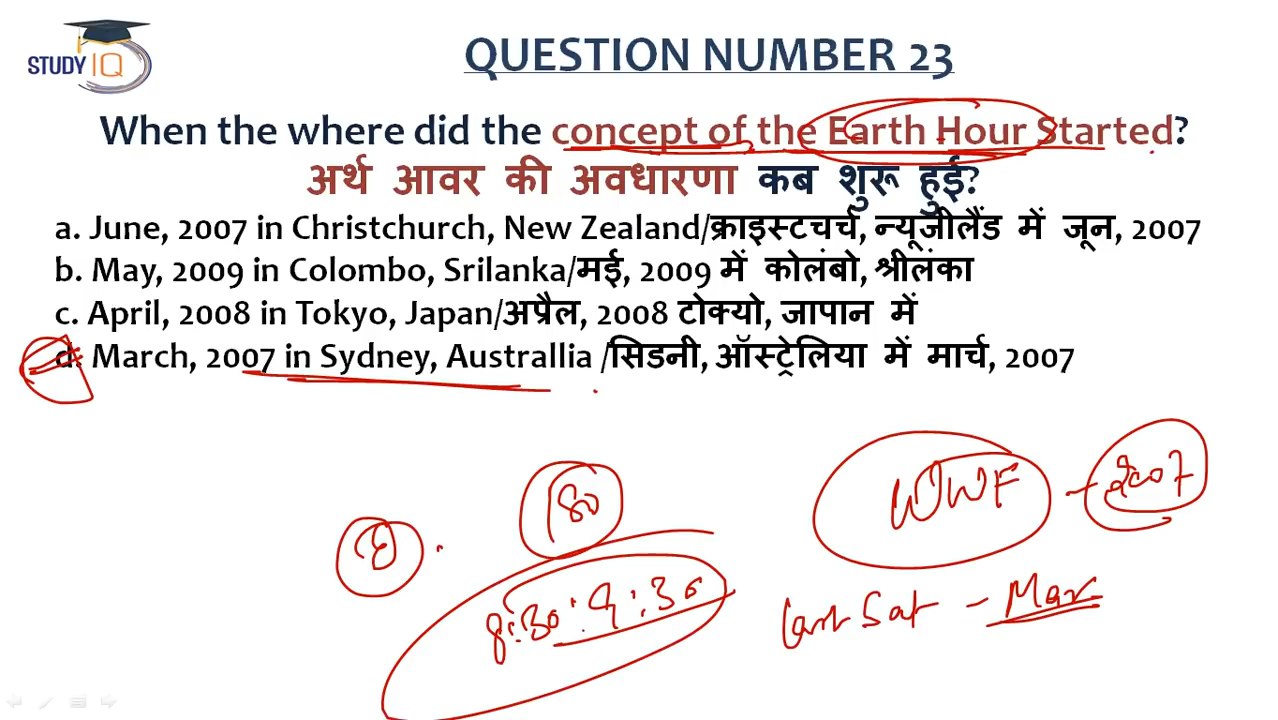 STUDY IQ
QUESTION NUMBER 23
When the where did the concept of the Earth Hour Started?
अर्थ आवर की अवधारणा कब शुरू हुई?
a. June, 2007 in Christchurch, New Zealand/क्राइस्टचर्च, न्यूजीलैंड में जून, 2007
b. May, 2009 in Colombo, Srilanka/मई, 2009 में कोलंबो, श्रीलंका
c. April, 2008 in Tokyo, Japan/अप्रैल, 2008 टोक्यो, जापान में
d. March, 2007 in Sydney, Australlia /सिडनी, ऑस्ट्रेलिया में मार्च, 2007
WWF - 2007
180
8:30 : 9:30
last Sat - Mar